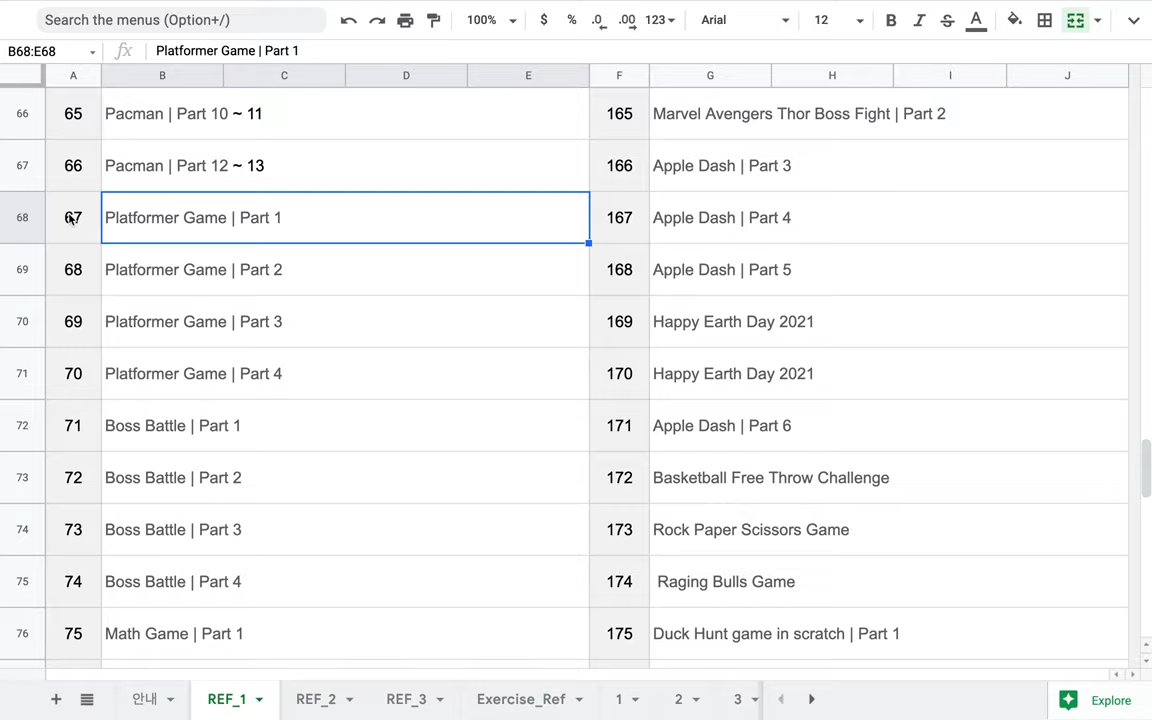 Search the menus (Option+/) 100% $ % .0 .00 123 Arial 12 B I S A
B68:E68 fx Platformer Game | Part 1
A B C D E F G H I J
66 65 Pacman | Part 10 ~ 11 165 Marvel Avengers Thor Boss Fight | Part 2
67 66 Pacman | Part 12 ~ 13 166 Apple Dash | Part 3
68 67 Platformer Game | Part 1 167 Apple Dash | Part 4
69 68 Platformer Game | Part 2 168 Apple Dash | Part 5
70 69 Platformer Game | Part 3 169 Happy Earth Day 2021
71 70 Platformer Game | Part 4 170 Happy Earth Day 2021
72 71 Boss Battle | Part 1 171 Apple Dash | Part 6
73 72 Boss Battle | Part 2 172 Basketball Free Throw Challenge
74 73 Boss Battle | Part 3 173 Rock Paper Scissors Game
75 74 Boss Battle | Part 4 174 Raging Bulls Game
76 75 Math Game | Part 1 175 Duck Hunt game in scratch | Part 1
+ 안내 REF_1 REF_2 REF_3 Exercise_Ref 1 2 3 Explore